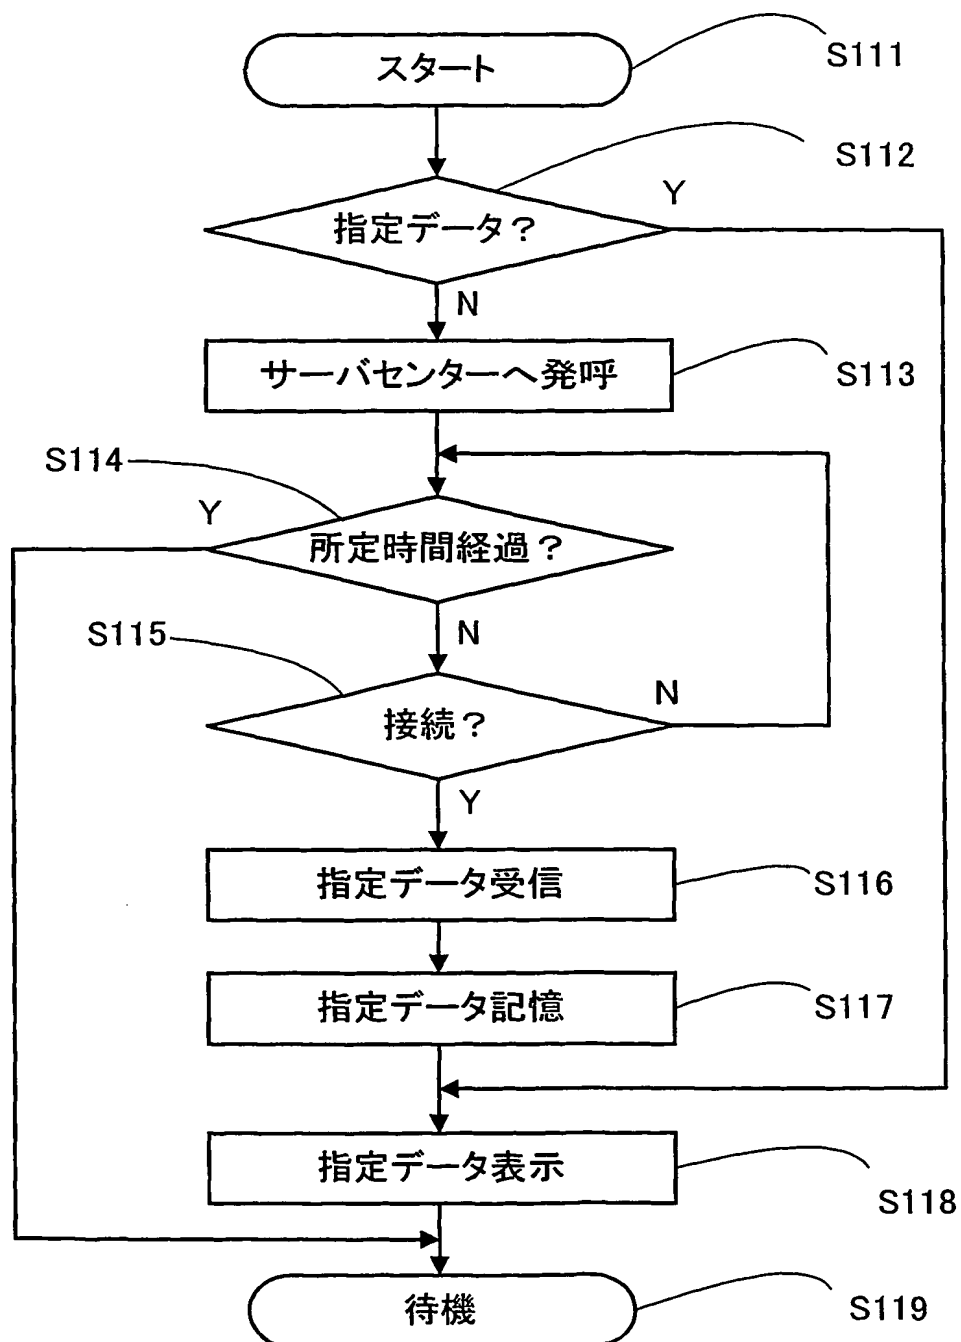 スタート
S111
S112
Y
指定データ？
N
サーバセンターへ発呼
S113
S114
Y
所定時間経過？
N
S115
N
接続？
Y
指定データ受信
S116
指定データ記憶
S117
指定データ表示
S118
待機
S119